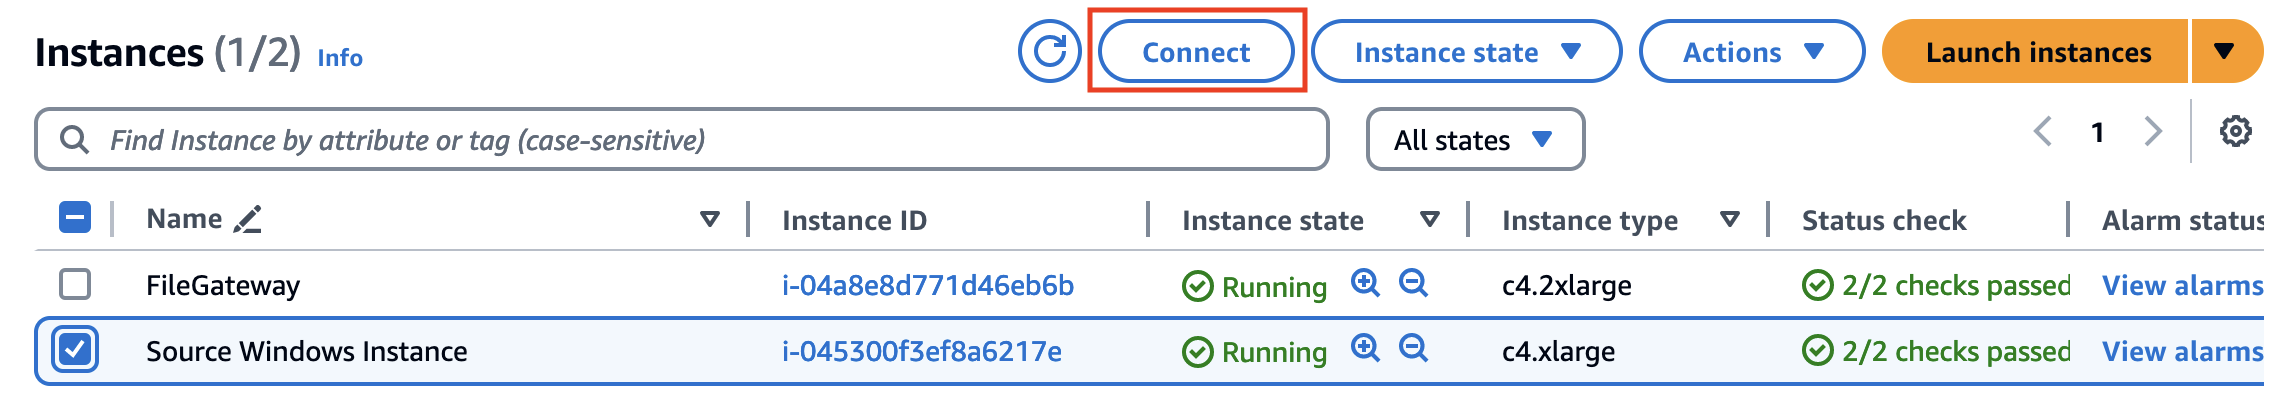 Instances (1/2) Info Connect Instance state Actions Launch instances
Find Instance by attribute or tag (case-sensitive) All states 1
Name Instance ID Instance state Instance type Status check Alarm status
FileGateway i-04a8e8d771d46eb6b Running c4.2xlarge 2/2 checks passed View alarms
Source Windows Instance i-045300f3ef8a6217e Running c4.xlarge 2/2 checks passed View alarms